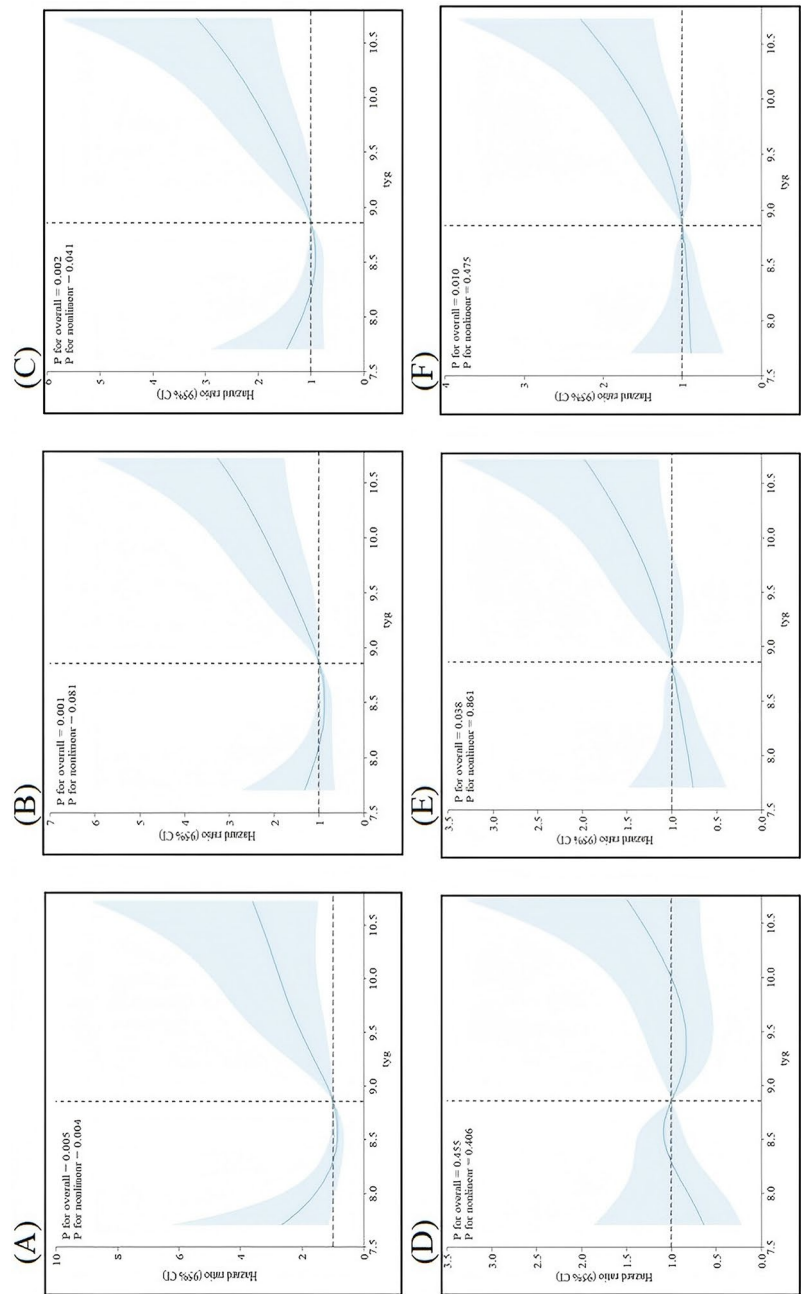 (A)
P for overall − 0.005
P for nonlinear − 0.004
Hazard ratio (95% CI)
10
8
6
4
2
0
7.5 8.0 8.5 9.0 9.5 10.0 10.5
tyg
(B)
P for overall = 0.001
P for nonlinear − 0.081
Hazard ratio (95% CI)
7
6
5
4
3
2
1
0
7.5 8.0 8.5 9.0 9.5 10.0 10.5
tyg
(C)
P for overall = 0.002
P for nonlinear − 0.041
Hazard ratio (95% CI)
6
5
4
3
2
1
0
7.5 8.0 8.5 9.0 9.5 10.0 10.5
tyg
(D)
P for overall = 0.455
P for nonlinear = 0.406
Hazard ratio (95% CI)
3.5
3.0
2.5
2.0
1.5
1.0
0.5
0.0
7.5 8.0 8.5 9.0 9.5 10.0 10.5
tyg
(E)
P for overall = 0.038
P for nonlinear = 0.861
Hazard ratio (95% CI)
3.5
3.0
2.5
2.0
1.5
1.0
0.5
0.0
7.5 8.0 8.5 9.0 9.5 10.0 10.5
tyg
(F)
P for overall = 0.010
P for nonlinear = 0.475
Hazard ratio (95% CI)
4
3
2
1
0
7.5 8.0 8.5 9.0 9.5 10.0 10.5
tyg